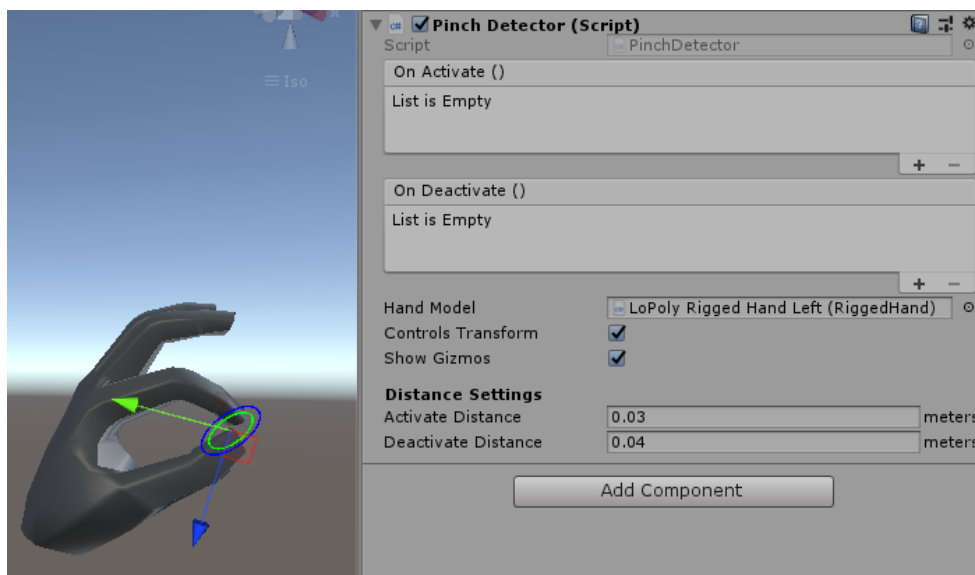 Iso
Pinch Detector (Script)
Script PinchDetector
On Activate ()
List is Empty
+ −
On Deactivate ()
List is Empty
+ −
Hand Model LoPoly Rigged Hand Left (RiggedHand)
Controls Transform
Show Gizmos
Distance Settings
Activate Distance 0.03 meters
Deactivate Distance 0.04 meters
Add Component